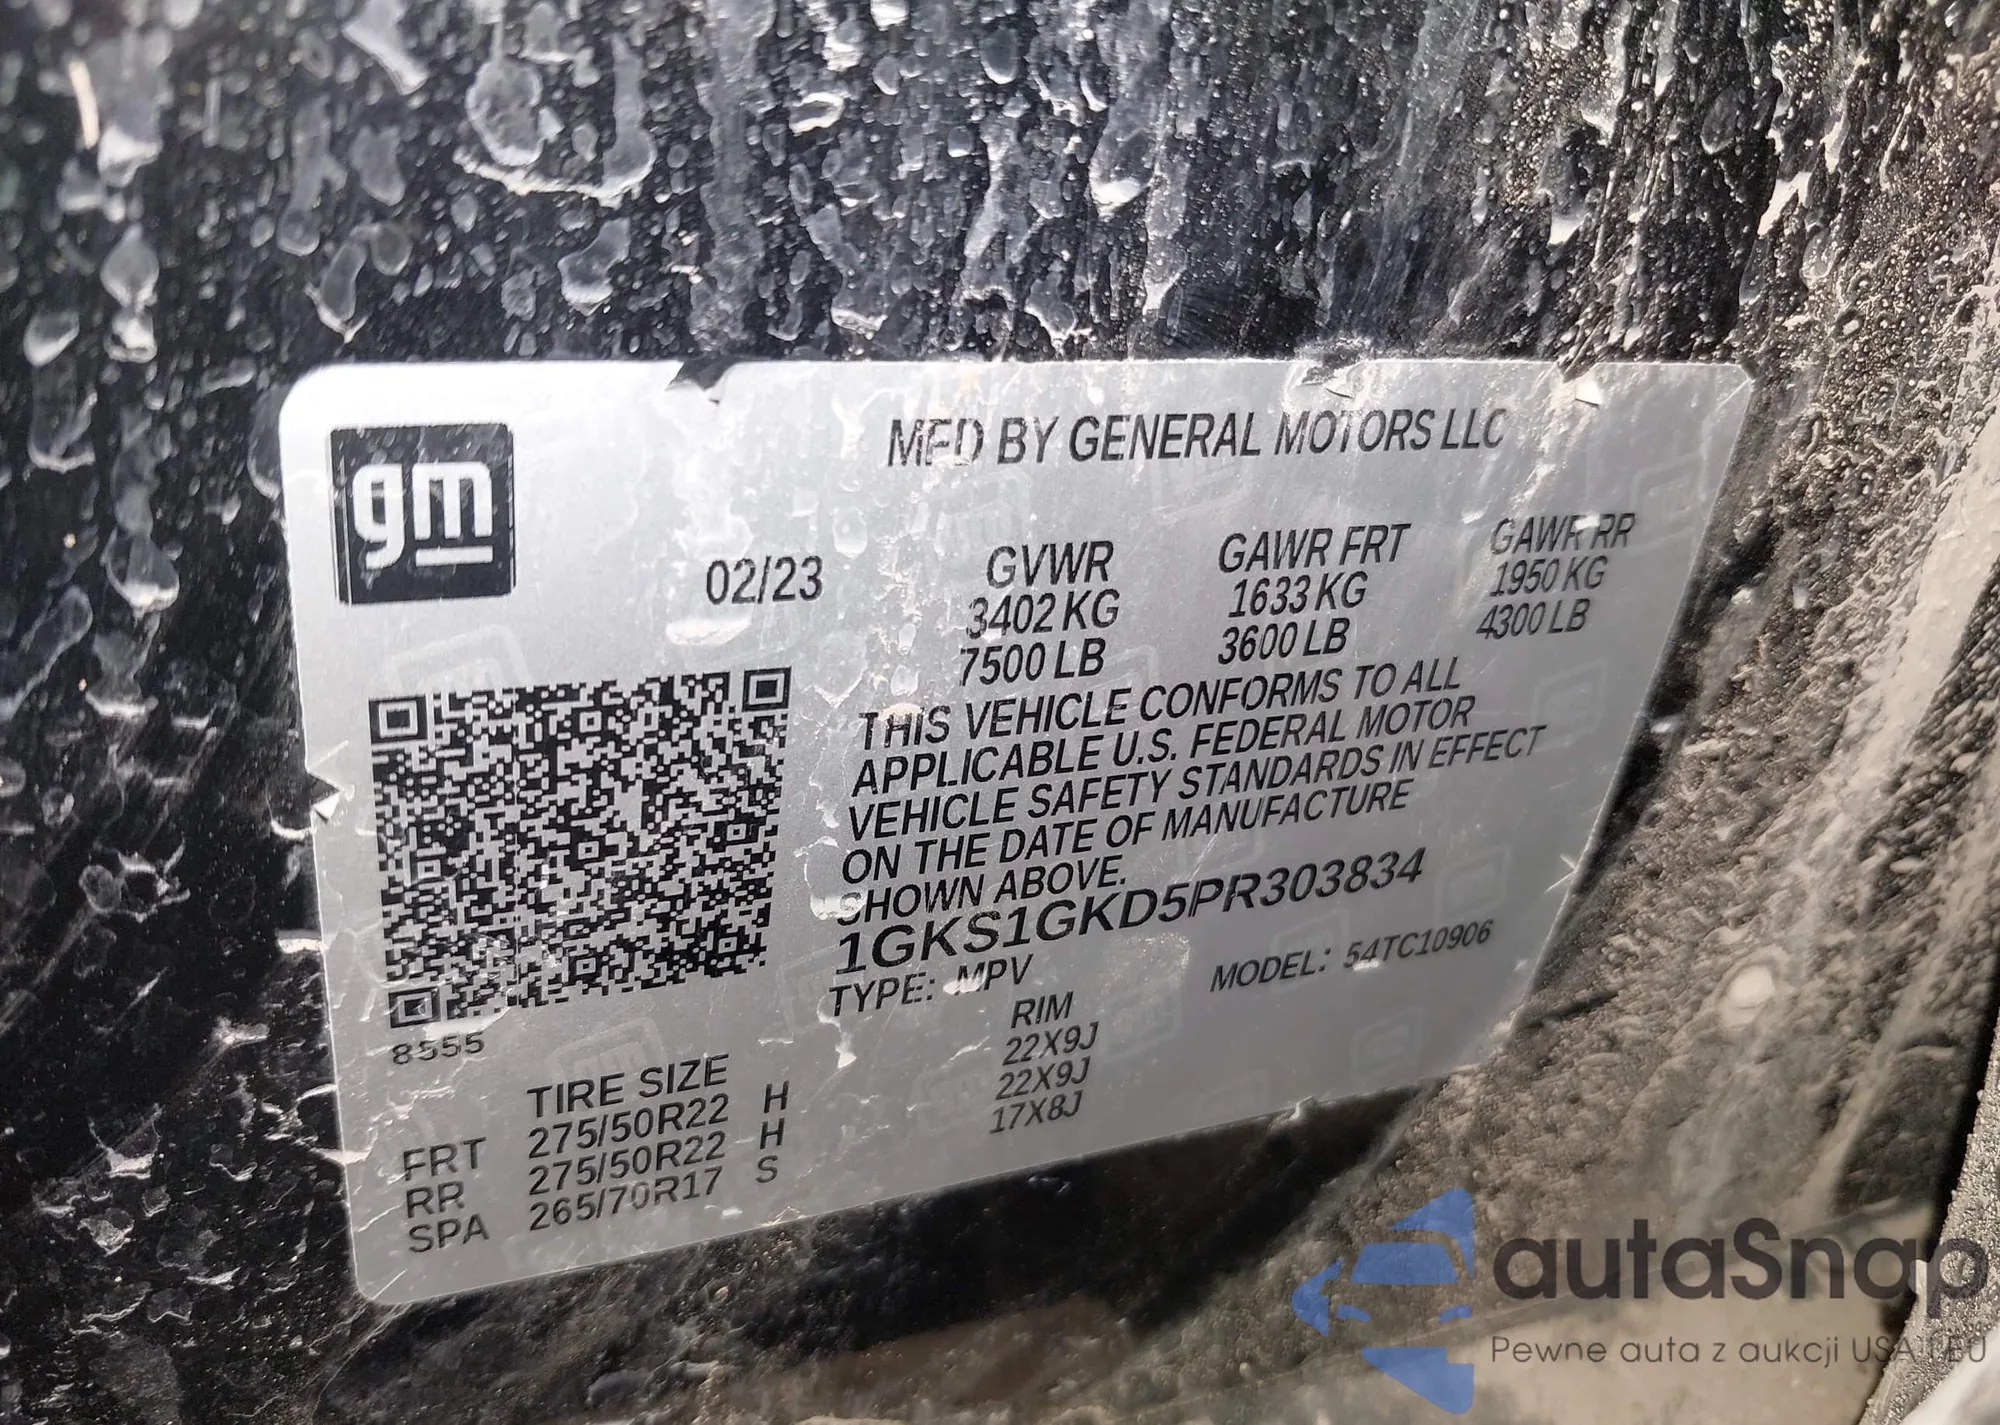 gm
MFD BY GENERAL MOTORS LLC
02/23
GVWR GAWR FRT GAWR RR
3402 KG 1633 KG 1950 KG
7500 LB 3600 LB 4300 LB
THIS VEHICLE CONFORMS TO ALL
APPLICABLE U.S. FEDERAL MOTOR
VEHICLE SAFETY STANDARDS IN EFFECT
ON THE DATE OF MANUFACTURE
SHOWN ABOVE.
1GKS1GKD5PR303834
TYPE: MPV MODEL: 54TC10906
8555
TIRE SIZE RIM
FRT 275/50R22 H 22X9J
RR 275/50R22 H 22X9J
SPA 265/70R17 S 17X8J
autaSnap
Pewne auta z aukcji USA i EU